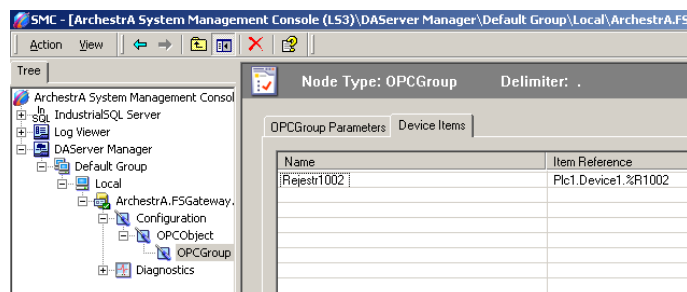 SMC - [ArchestrA System Management Console (LS3)\DAServer Manager\Default Group\Local\ArchestrA.FS
Action View
Tree
Node Type: OPCGroup Delimiter: .
ArchestrA System Management Consol
IndustrialSQL Server
Log Viewer
DAServer Manager
Default Group
Local
ArchestrA.FSGateway.
Configuration
OPCObject
OPCGroup
Diagnostics
OPCGroup Parameters Device Items
Name Item Reference
Rejestr1002 Plc1.Device1.%R1002